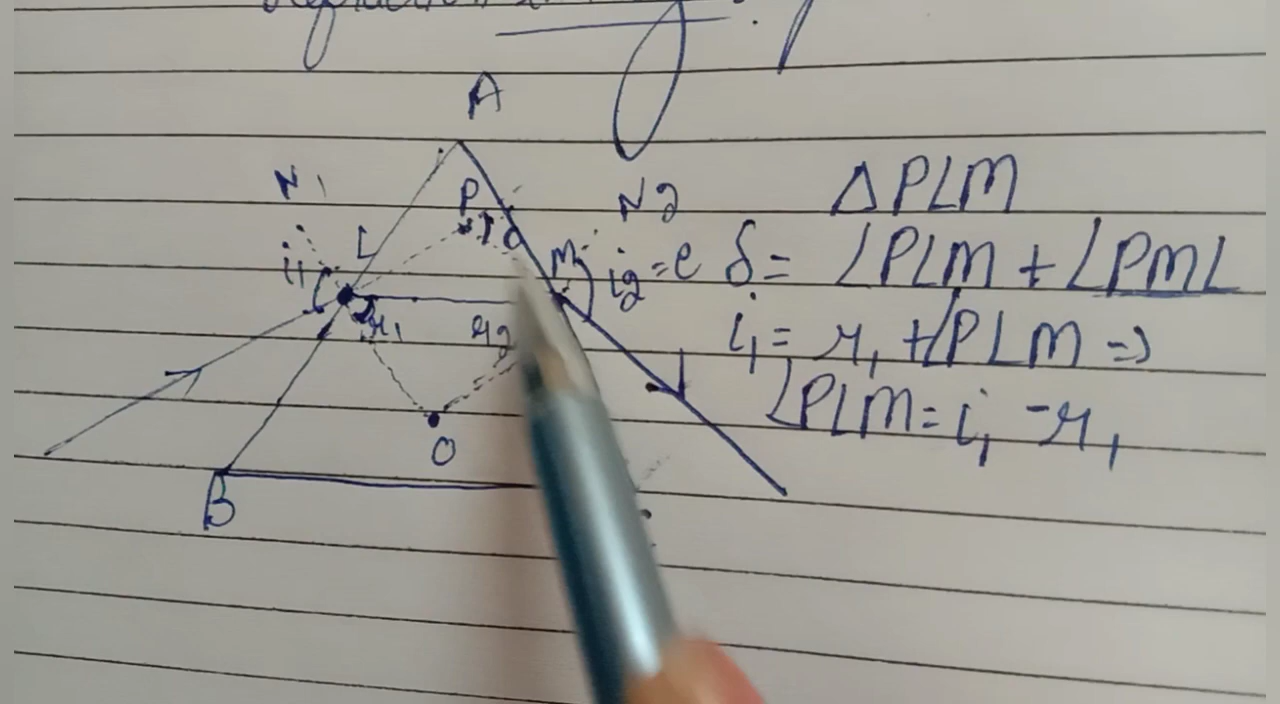 A
N1
P
N2
ΔPLM
L
δ
M
i1
i2=e
δ= ∠PLM + ∠PML
r1
r2
i1= r1 +∠PLM ⇒
∠PLM= i1 -r1
O
B